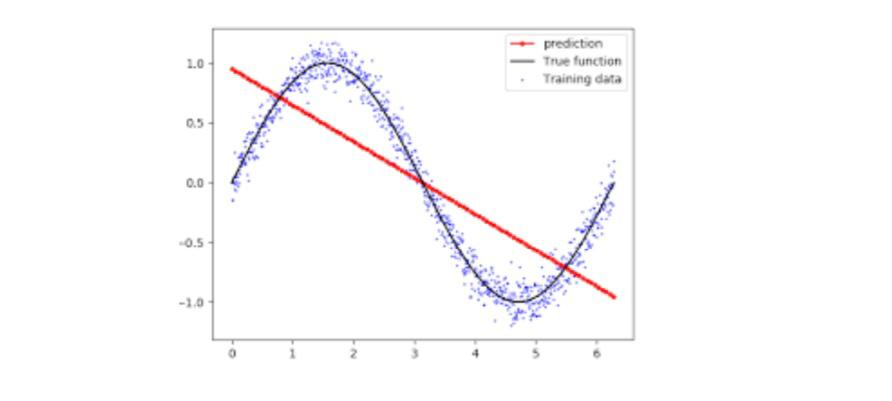 prediction
True function
Training data
1.0
0.5
0.0
−0.5
−1.0
0 1 2 3 4 5 6